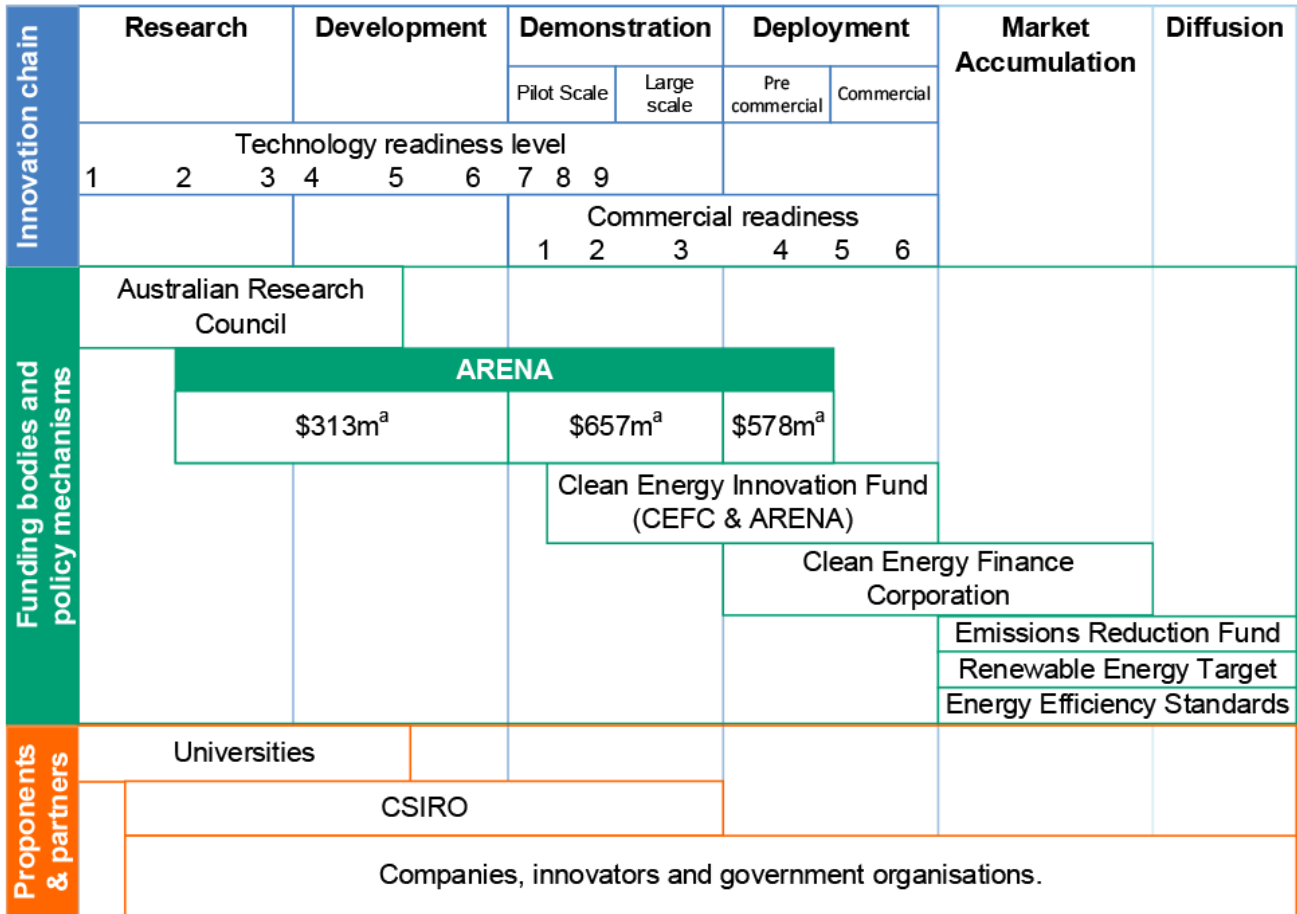 Innovation chain
Research
Development
Demonstration
Deployment
Market
Accumulation
Diffusion
Pilot Scale
Large
scale
Pre
commercial
Commercial
Technology readiness level
1 2 3 4 5 6 7 8 9
Commercial readiness
1 2 3 4 5 6
Funding bodies and
policy mechanisms
Australian Research
Council
ARENA
$313mᵃ
$657mᵃ
$578mᵃ
Clean Energy Innovation Fund
(CEFC & ARENA)
Clean Energy Finance
Corporation
Emissions Reduction Fund
Renewable Energy Target
Energy Efficiency Standards
Proponents
& partners
Universities
CSIRO
Companies, innovators and government organisations.